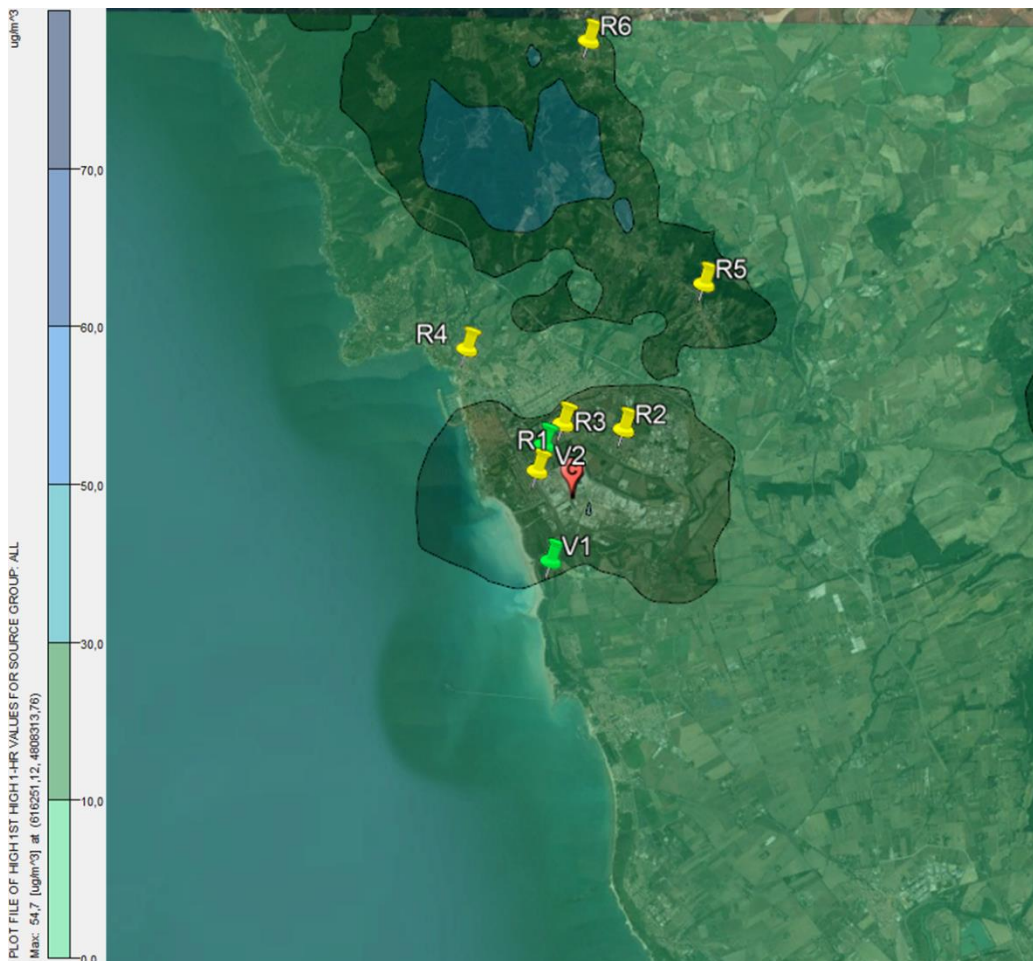 ug/m^3
70,0
60,0
50,0
30,0
10,0
0,0
PLOT FILE OF HIGH 1ST HIGH 1-HR VALUES FOR SOURCE GROUP: ALL
Max: 54,7 [ug/m^3] at (616251,12, 4808313,76)
R6
R5
R4
R3
R2
R1
V2
V1